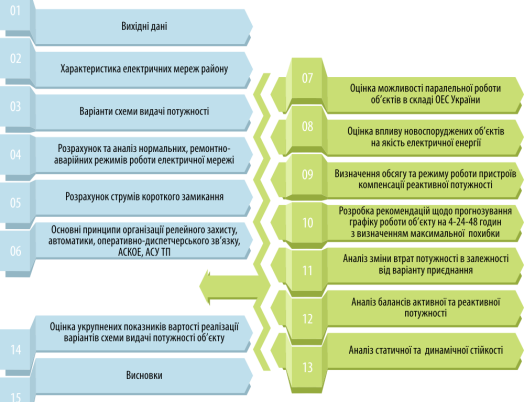 01
Вихідні дані
02
Характеристика електричних мереж району
03
Варіанти схеми видачі потужності
04
Розрахунок та аналіз нормальних, ремонтно-
аварійних режимів роботи електричної мережі
05
Розрахунок струмів короткого замикання
06
Основні принципи організації релейного захисту,
автоматики, оперативно-диспетчерського зв’язку,
АСКОЕ, АСУ ТП
07
Оцінка можливості паралельної роботи
об’єктів в складі ОЕС України
08
Оцінка впливу новоспоруджених об’єктів
на якість електричної енергії
09
Визначення обсягу та режиму роботи пристроїв
компенсації реактивної потужності
10
Розробка рекомендацій щодо прогнозування
графіку роботи об’єкту на 4-24-48 годин
з визначенням максимальної похибки
11
Аналіз зміни втрат потужності в залежності
від варіанту приєднання
12
Аналіз балансів активної та реактивної
потужності
13
Аналіз статичної та динамічної стійкості
14
Оцінка укрупнених показників вартості реалізації
варіантів схеми видачі потужності об’єкту
15
Висновки